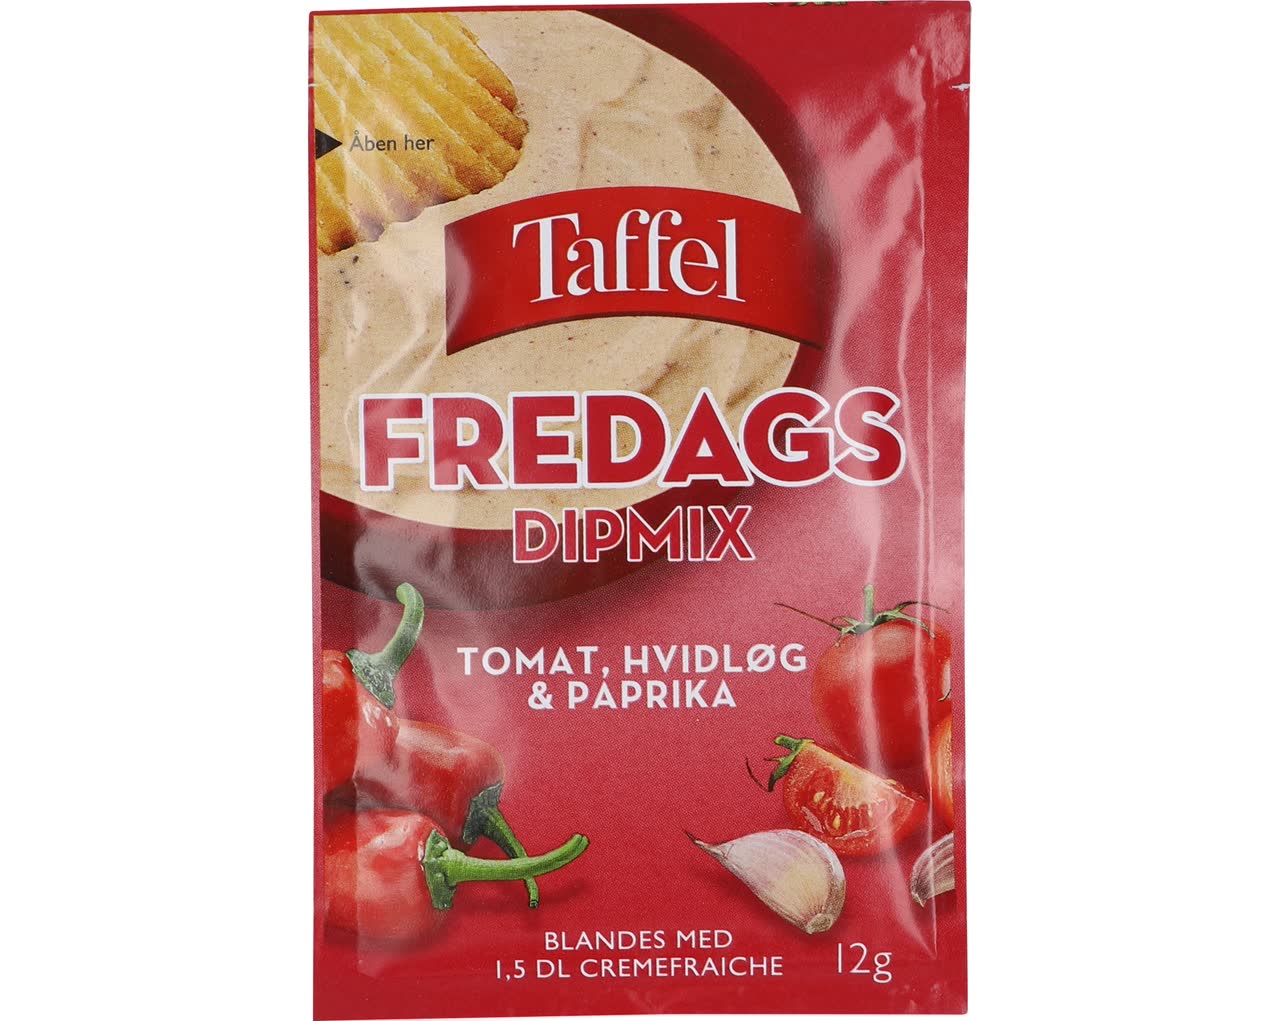 Åben her
Taffel
FREDAGS
DIPMIX
TOMAT, HVIDLØG
& PAPRIKA
BLANDES MED
1,5 DL CREMEFRAICHE
12g